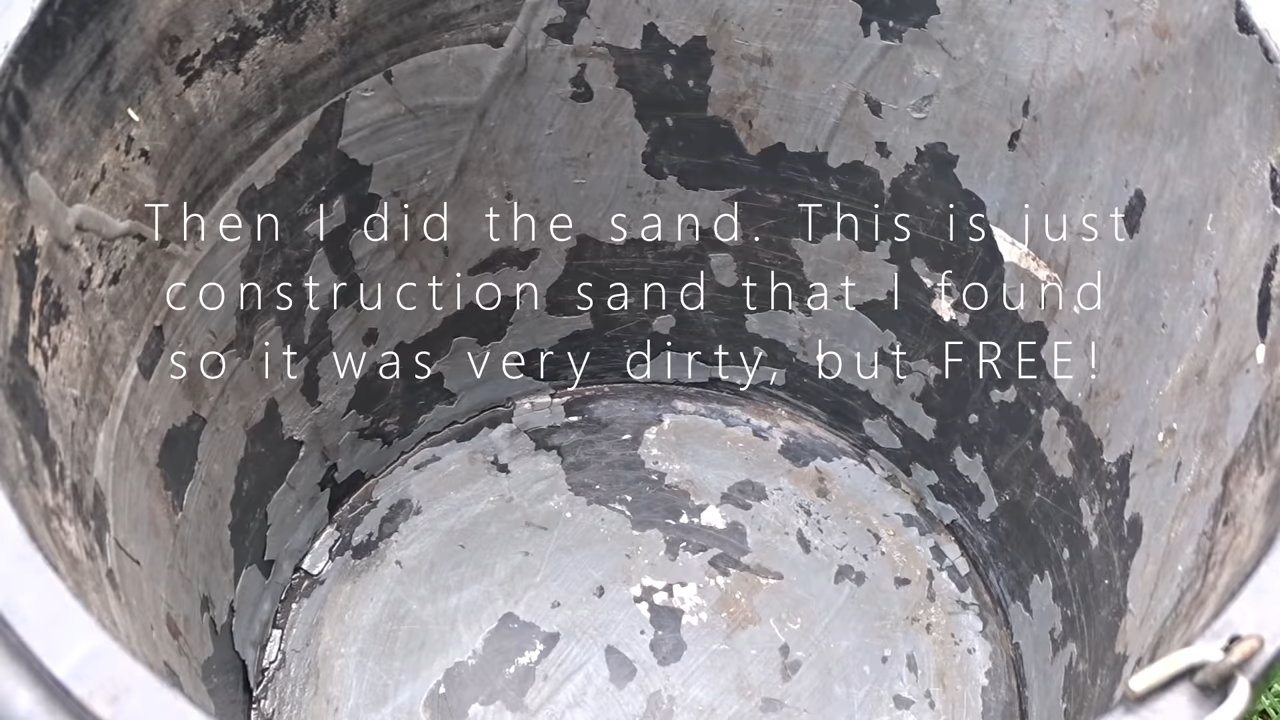 Then I did the sand. This is just
construction sand that I found
so it was very dirty, but FREE!